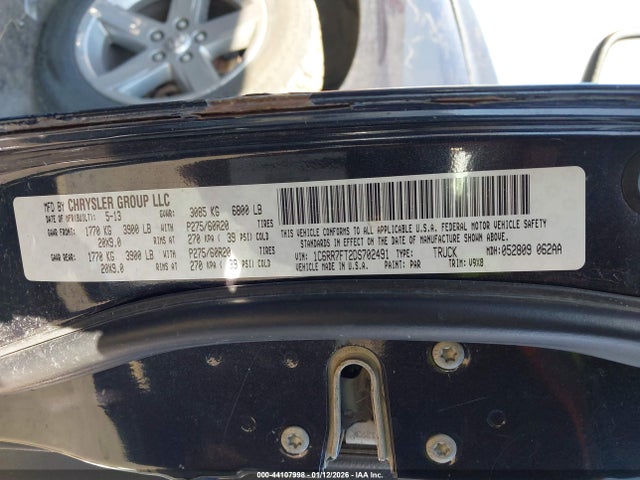 MFD BY CHRYSLER GROUP LLC
DATE OF MFR(BUILT): 5-13 GVWR: 3085 KG 6800 LB
GAWR-FRONT: 1770 KG 3900 LB WITH P275/60R20 TIRES
20X9.0 RIMS AT 270 KPA ( 39 PSI) COLD
GAWR-REAR: 1770 KG 3900 LB WITH P275/60R20 TIRES
20X9.0 RIMS AT 270 KPA ( 39 PSI) COLD
THIS VEHICLE CONFORMS TO ALL APPLICABLE U.S.A. FEDERAL MOTOR VEHICLE SAFETY
STANDARDS IN EFFECT ON THE DATE OF MANUFACTURE SHOWN ABOVE.
VIN: 1C6RR7FT2DS702491 TYPE: TRUCK MDH: 052809 062AA
VEHICLE MADE IN U.S.A. PAINT: PAR TRIM: V9X8
000-44107998 - 01/12/2026 - IAAI.com